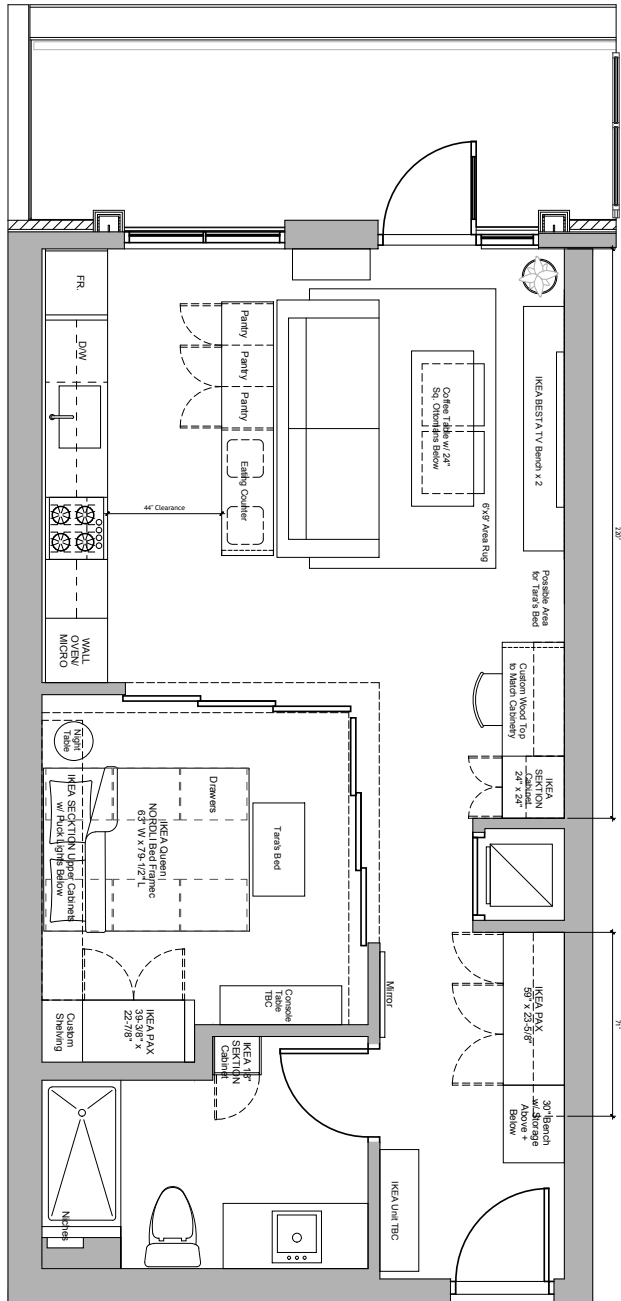 FR.
D/W
WALL
OVEN/
MICRO
44" Clearance
Pantry
Pantry
Pantry
Eating Counter
Coffee Table w/ 24"
Sq. Ottomans Below
6'x9' Area Rug
IKEA BESTA TV Bench x 2
220"
Possible Area
for Tara's Bed
Custom Wood Top
to Match Cabinetry
IKEA
SEKTION
Cabinet
24" x 24"
Night
Table
IKEA SECKTION Upper Cabinets
w/ Puck Lights Below
Drawers
IKEA Queen
NORDLI Bed Framec
63" W x 79-1/2" L
Tara's Bed
Console
Table
TBC
Mirror
Custom
Shelving
IKEA PAX
39-3/8" x
22-7/8"
IKEA PAX
59" x 23-5/8"
71"
30" Bench
w/ Storage
Above +
Below
IKEA 18"
SEKTION
Cabinet
IKEA Unit TBC
Niches